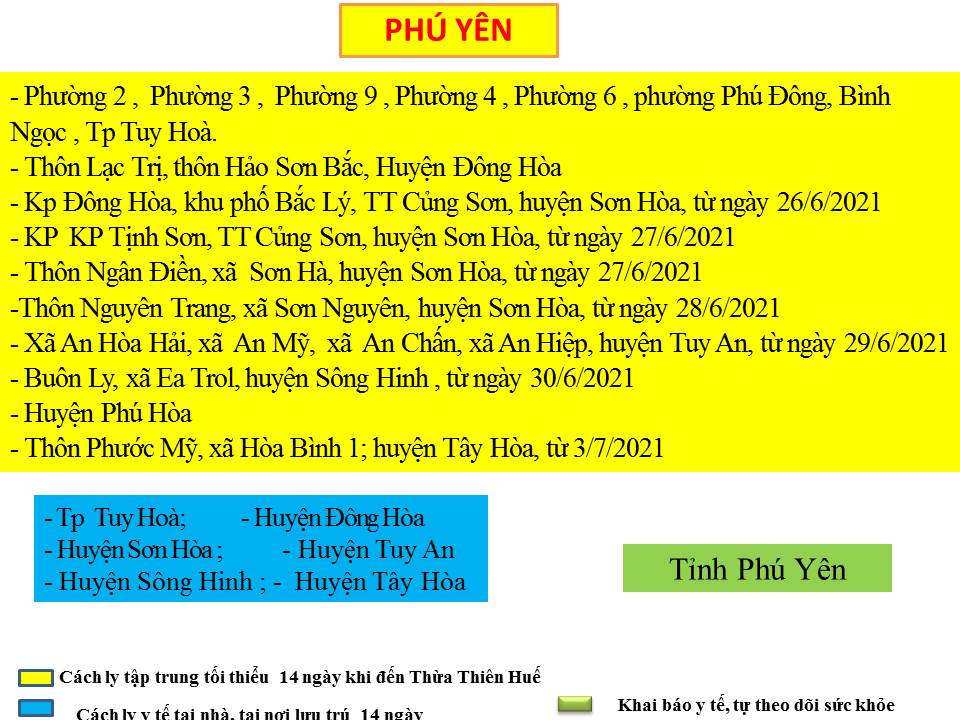 PHÚ YÊN
- Phường 2 , Phường 3 , Phường 9 , Phường 4 , Phường 6 , phường Phú Đông, Bình
Ngọc , Tp Tuy Hoà.
- Thôn Lạc Trị, thôn Hảo Sơn Bắc, Huyện Đông Hòa
- Kp Đông Hòa, khu phố Bắc Lý, TT Củng Sơn, huyện Sơn Hòa, từ ngày 26/6/2021
- KP KP Tịnh Sơn, TT Củng Sơn, huyện Sơn Hòa, từ ngày 27/6/2021
- Thôn Ngân Điền, xã Sơn Hà, huyện Sơn Hòa, từ ngày 27/6/2021
-Thôn Nguyên Trang, xã Sơn Nguyên, huyện Sơn Hòa, từ ngày 28/6/2021
- Xã An Hòa Hải, xã An Mỹ, xã An Chấn, xã An Hiệp, huyện Tuy An, từ ngày 29/6/2021
- Buôn Ly, xã Ea Trol, huyện Sông Hinh , từ ngày 30/6/2021
- Huyện Phú Hòa
- Thôn Phước Mỹ, xã Hòa Bình 1; huyện Tây Hòa, từ 3/7/2021
- Tp Tuy Hoà; - Huyện Đông Hòa
- Huyện Sơn Hòa ; - Huyện Tuy An
- Huyện Sông Hinh ; - Huyện Tây Hòa
Tỉnh Phú Yên
Cách ly tập trung tối thiểu 14 ngày khi đến Thừa Thiên Huế
Cách ly y tế tại nhà, tại nơi lưu trú 14 ngày
Khai báo y tế, tự theo dõi sức khỏe